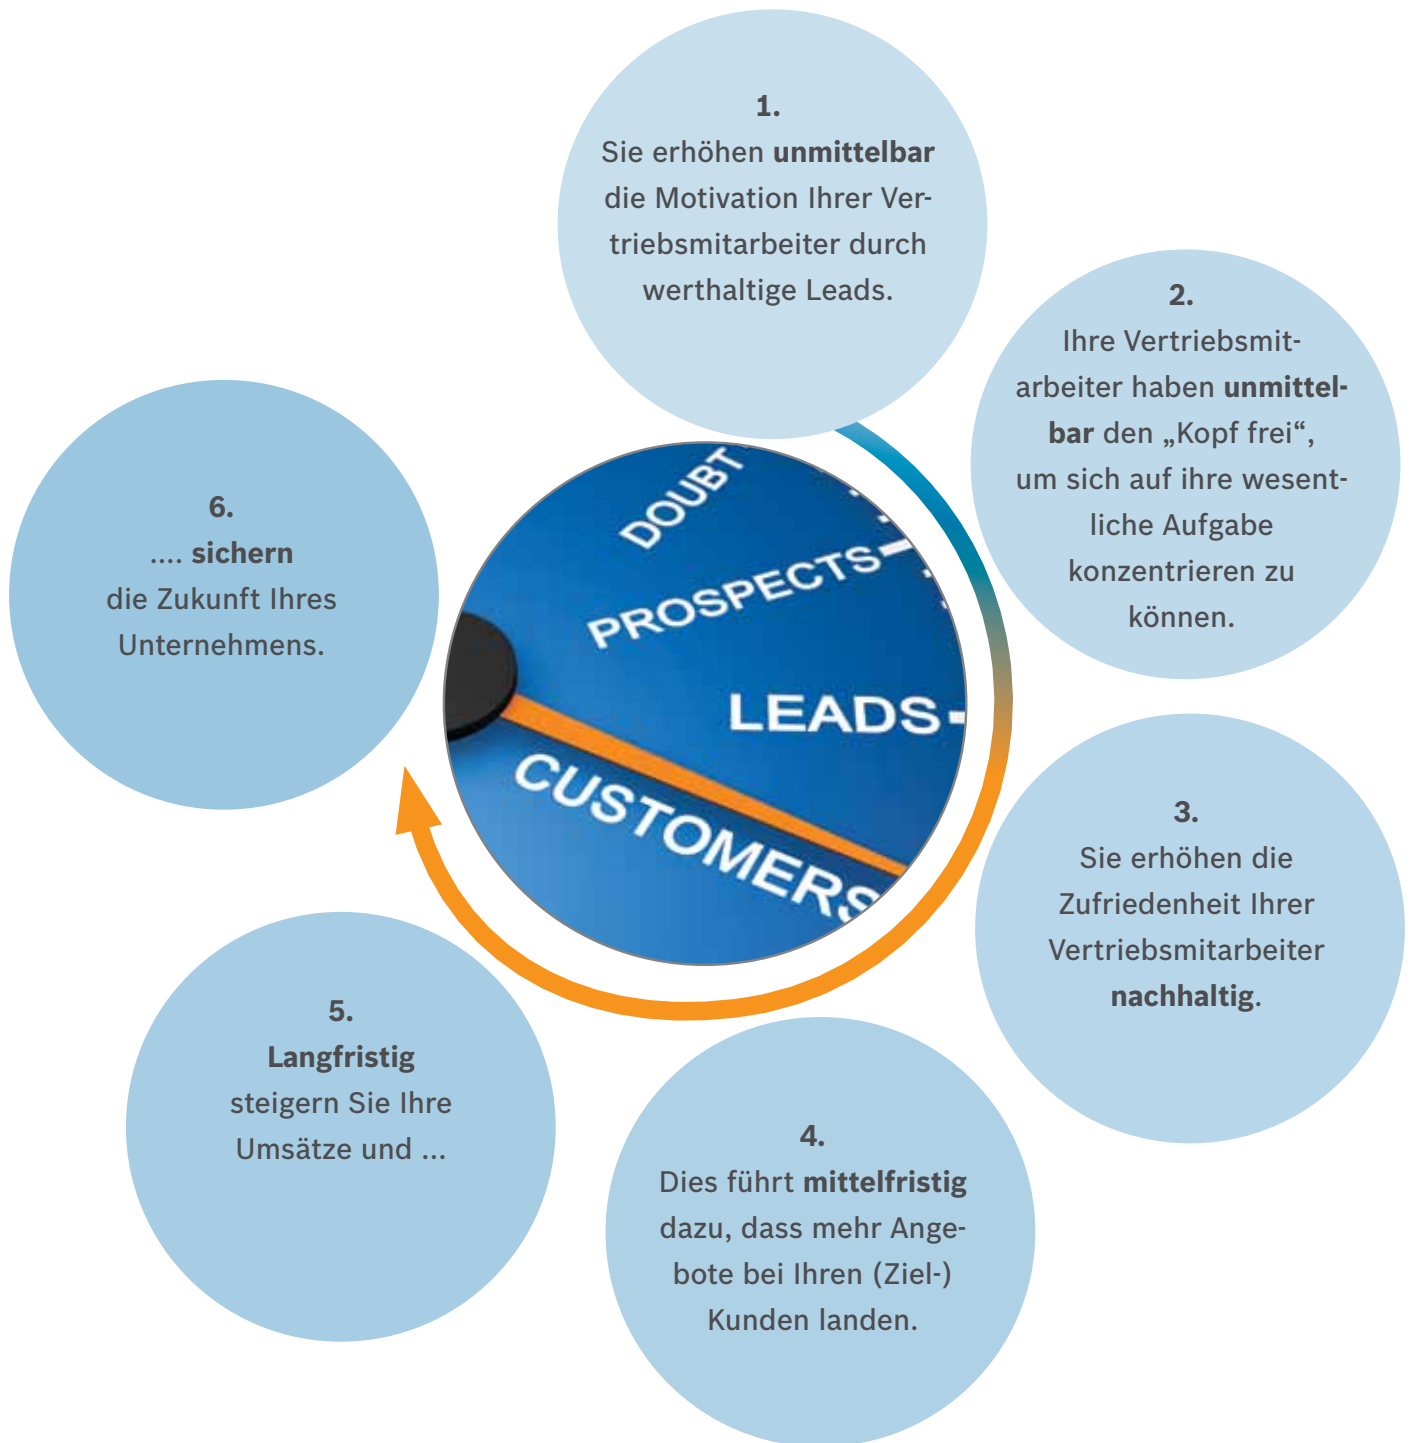 1.
Sie erhöhen unmittelbar
die Motivation Ihrer Ver-
triebsmitarbeiter durch
werthaltige Leads.
2.
Ihre Vertriebsmit-
arbeiter haben unmittel-
bar den „Kopf frei“,
um sich auf ihre wesent-
liche Aufgabe
konzentrieren zu
können.
3.
Sie erhöhen die
Zufriedenheit Ihrer
Vertriebsmitarbeiter
nachhaltig.
4.
Dies führt mittelfristig
dazu, dass mehr Ange-
bote bei Ihren (Ziel-)
Kunden landen.
5.
Langfristig
steigern Sie Ihre
Umsätze und ...
6.
.... sichern
die Zukunft Ihres
Unternehmens.
DOUBT
PROSPECTS
LEADS
CUSTOMERS